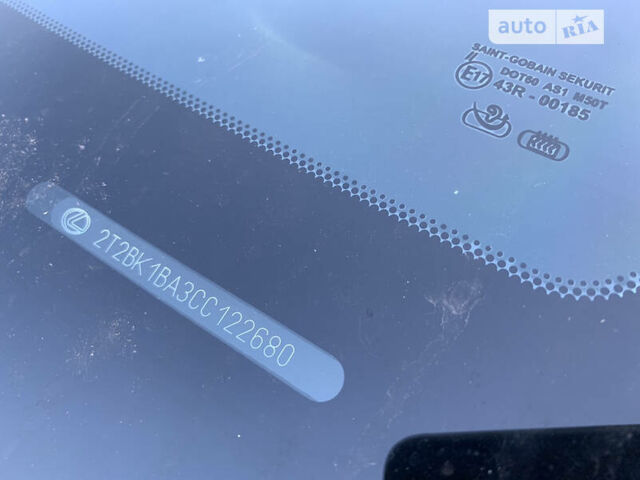 auto RIA
SAINT-GOBAIN SEKURIT
DOT60 AS1 M50T
E17 43R - 00185
2T2BK1BA3CC122680